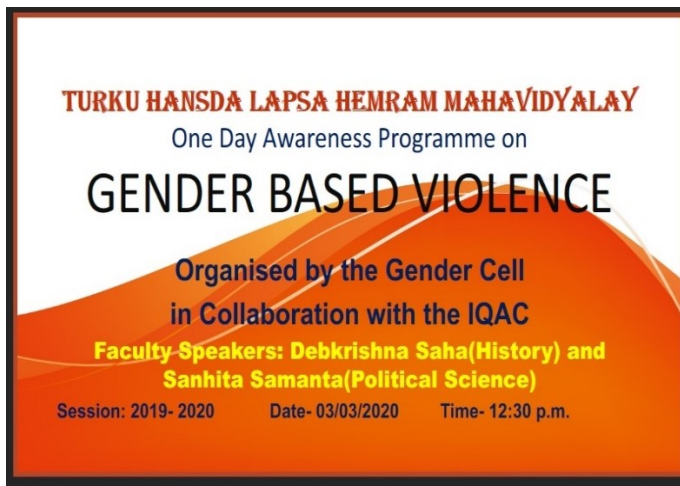 TURKU HANSDA LAPSA HEMRAM MAHAVIDYALAY
One Day Awareness Programme on
GENDER BASED VIOLENCE
Organised by the Gender Cell
in Collaboration with the IQAC
Faculty Speakers: Debkrishna Saha(History) and
Sanhita Samanta(Political Science)
Session: 2019- 2020 Date- 03/03/2020 Time- 12:30 p.m.